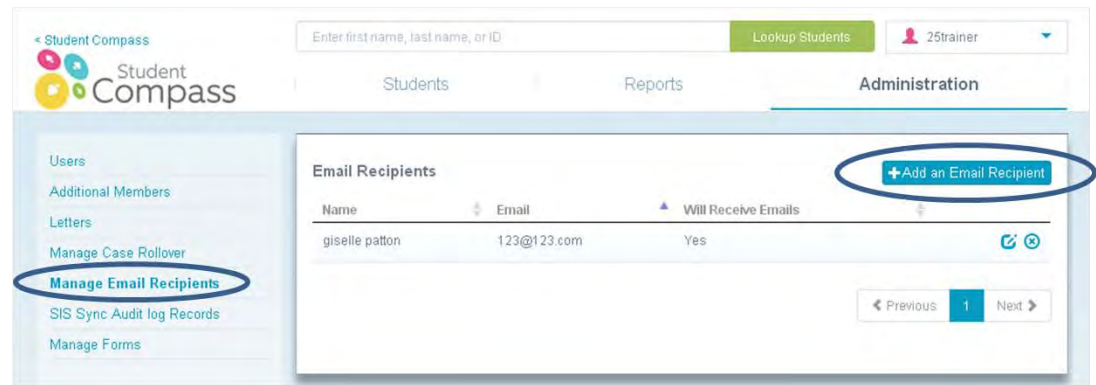 < Student Compass
Enter first name, last name, or ID
Lookup Students
25trainer
Student
Compass
Students
Reports
Administration
Users
Additional Members
Letters
Manage Case Rollover
Manage Email Recipients
SIS Sync Audit log Records
Manage Forms
Email Recipients
+Add an Email Recipient
Name Email Will Receive Emails
giselle patton 123@123.com Yes
Previous 1 Next